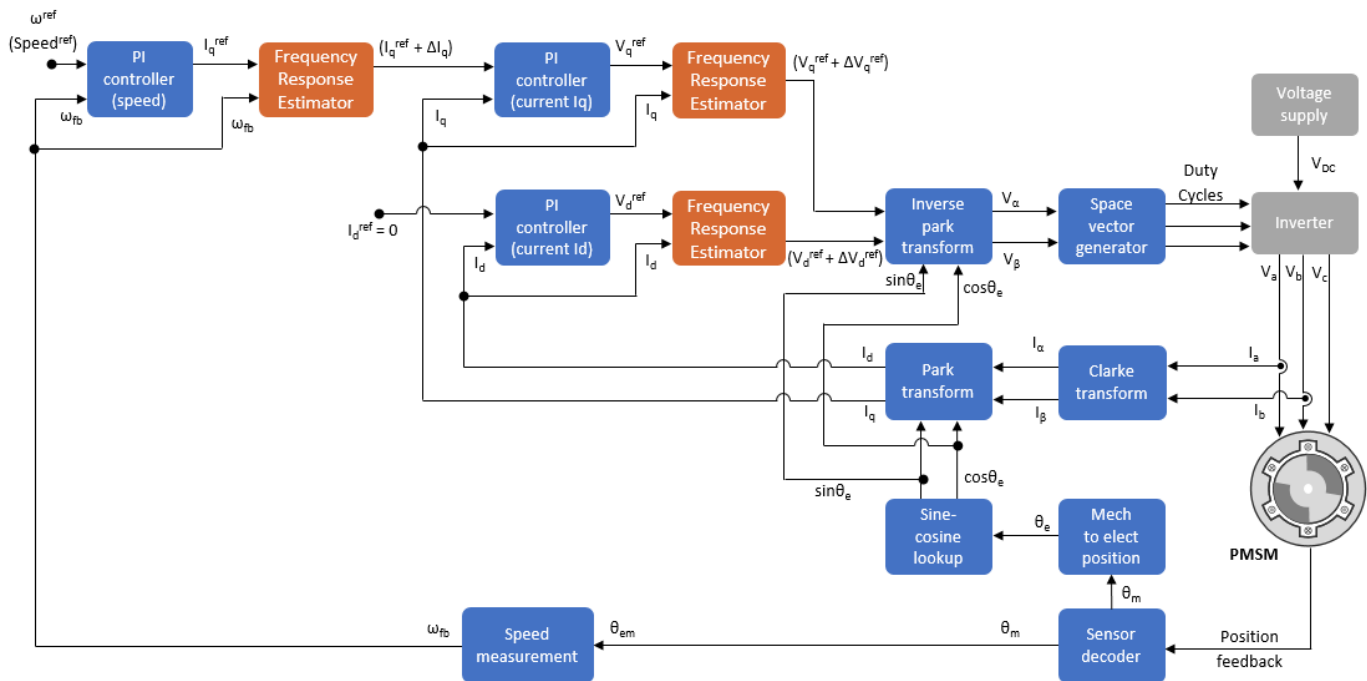 ω^ref
(Speed^ref)
PI
controller
(speed)
I_q^ref
ω_fb
Frequency
Response
Estimator
ω_fb
(I_q^ref + ΔI_q)
I_q
PI
controller
(current Iq)
V_q^ref
I_q
Frequency
Response
Estimator
(V_q^ref + ΔV_q^ref)
Voltage
supply
V_DC
I_d^ref = 0
I_d
PI
controller
(current Id)
V_d^ref
I_d
Frequency
Response
Estimator
(V_d^ref + ΔV_d^ref)
Inverse
park
transform
V_α
V_β
Space
vector
generator
Duty
Cycles
Inverter
V_a
V_b
V_c
sinθ_e
cosθ_e
I_d
I_q
Park
transform
I_α
I_β
Clarke
transform
I_a
I_b
sinθ_e
cosθ_e
Sine-
cosine
lookup
θ_e
Mech
to elect
position
PMSM
θ_m
ω_fb
Speed
measurement
θ_em
θ_m
Sensor
decoder
Position
feedback